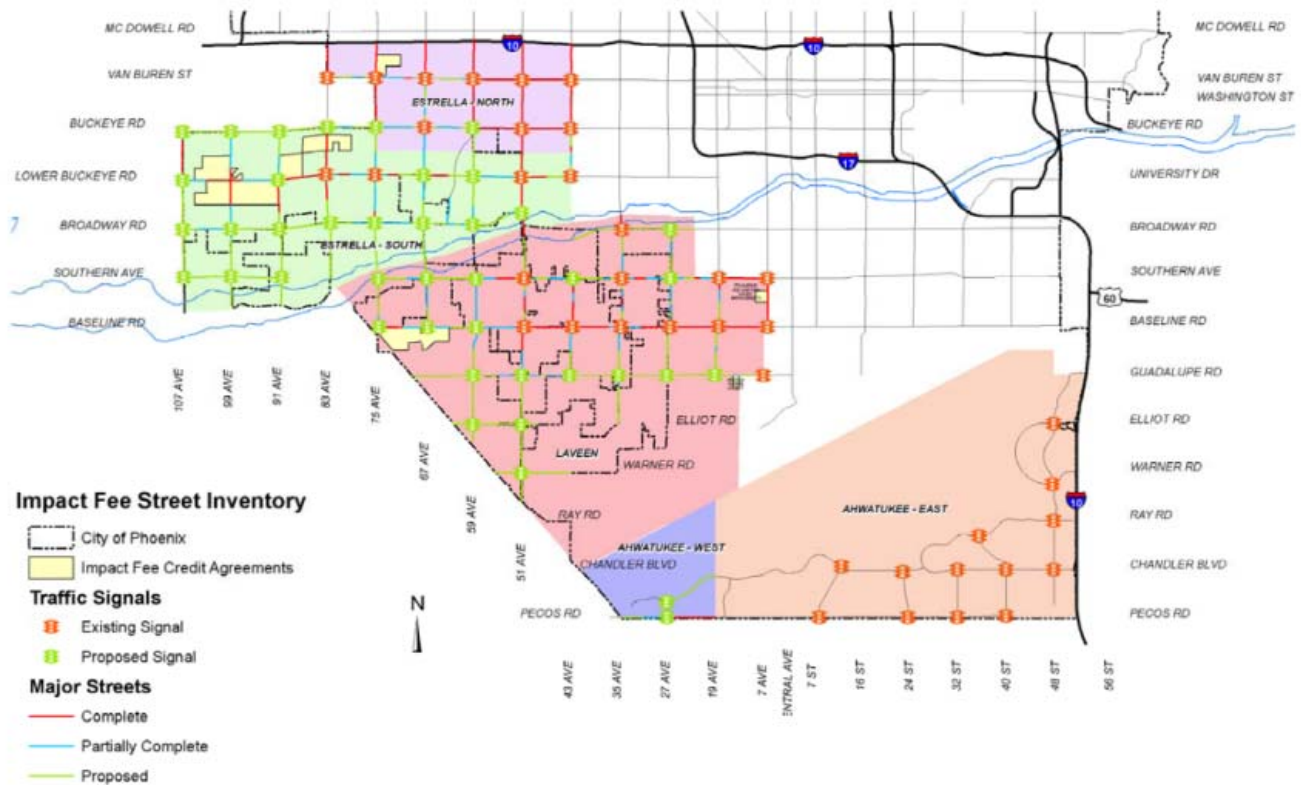 MC DOWELL RD
VAN BUREN ST
BUCKEYE RD
LOWER BUCKEYE RD
BROADWAY RD
SOUTHERN AVE
BASELINE RD
10
10
17
60
10
7
MC DOWELL RD
VAN BUREN ST
WASHINGTON ST
BUCKEYE RD
UNIVERSITY DR
BROADWAY RD
SOUTHERN AVE
BASELINE RD
GUADALUPE RD
ELLIOT RD
WARNER RD
RAY RD
CHANDLER BLVD
PECOS RD
ESTRELLA - NORTH
ESTRELLA - SOUTH
LAVEEN
AHWATUKEE - WEST
AHWATUKEE - EAST
ELLIOT RD
WARNER RD
RAY RD
CHANDLER BLVD
PECOS RD
107 AVE
99 AVE
91 AVE
83 AVE
75 AVE
67 AVE
59 AVE
51 AVE
43 AVE
35 AVE
27 AVE
19 AVE
7 AVE
ENTRAL AVE
7 ST
16 ST
24 ST
32 ST
40 ST
48 ST
56 ST
N
Impact Fee Street Inventory
City of Phoenix
Impact Fee Credit Agreements
Traffic Signals
Existing Signal
Proposed Signal
Major Streets
Complete
Partially Complete
Proposed